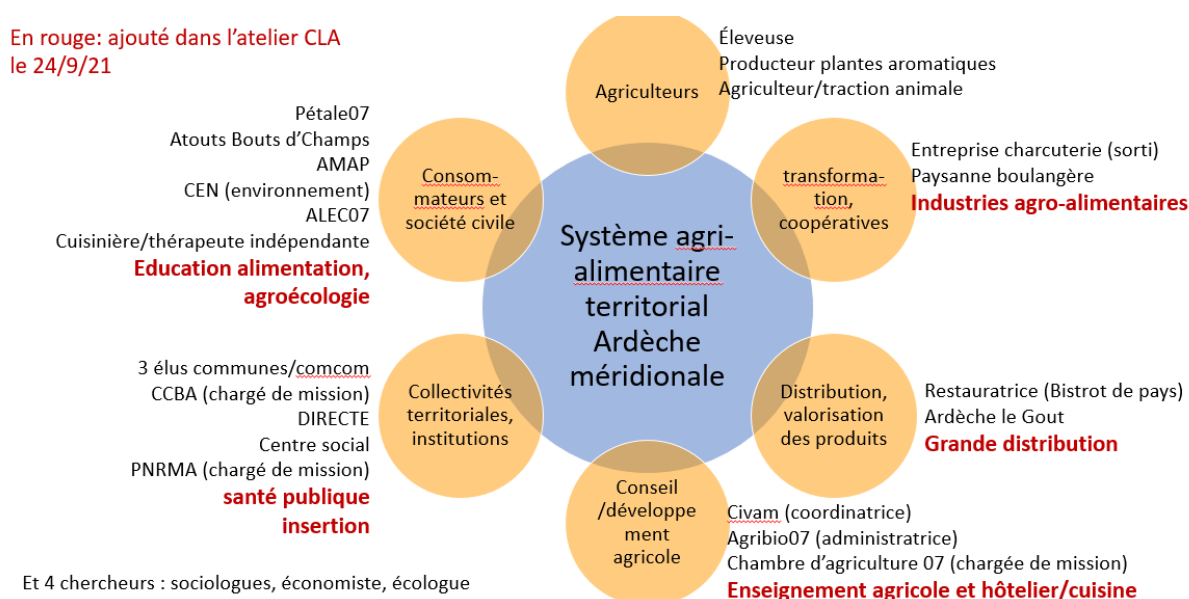 En rouge: ajouté dans l'atelier CLA
le 24/9/21
Agriculteurs
Éleveuse
Producteur plantes aromatiques
Agriculteur/traction animale
Pétale07
Atouts Bouts d'Champs
AMAP
CEN (environnement)
ALEC07
Cuisinière/thérapeute indépendante
Education alimentation,
agroécologie
Consom-
mateurs et
société civile
transforma-
tion,
coopératives
Entreprise charcuterie (sorti)
Paysanne boulangère
Industries agro-alimentaires
Système agri-
alimentaire
territorial
Ardèche
méridionale
3 élus communes/comcom
CCBA (chargé de mission)
DIRECTE
Centre social
PNRMA (chargé de mission)
santé publique
insertion
Collectivités
territoriales,
institutions
Distribution,
valorisation
des produits
Restauratrice (Bistrot de pays)
Ardèche le Gout
Grande distribution
Conseil
/développe
ment
agricole
Civam (coordinatrice)
Agribio07 (administratrice)
Chambre d'agriculture 07 (chargée de mission)
Enseignement agricole et hôtelier/cuisine
Et 4 chercheurs : sociologues, économiste, écologue